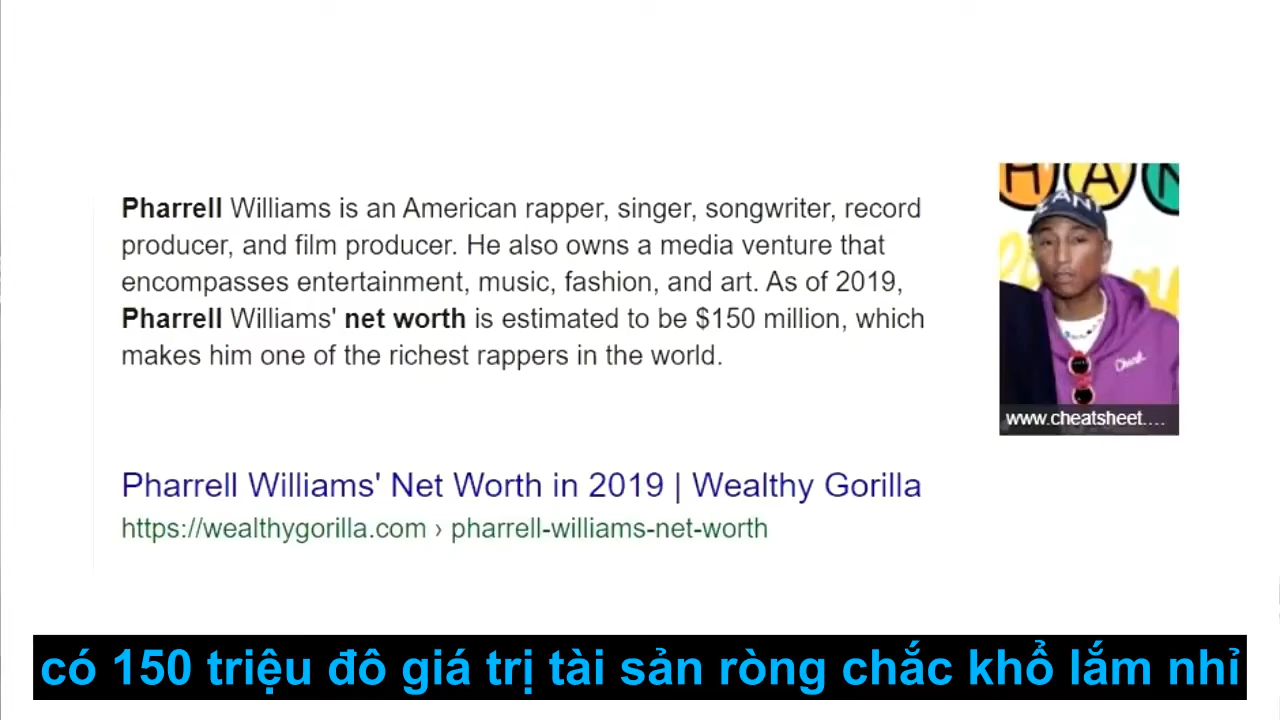 Pharrell Williams is an American rapper, singer, songwriter, record
producer, and film producer. He also owns a media venture that
encompasses entertainment, music, fashion, and art. As of 2019,
Pharrell Williams' net worth is estimated to be $150 million, which
makes him one of the richest rappers in the world.
HAN
www.cheatsheet....
Pharrell Williams' Net Worth in 2019 | Wealthy Gorilla
https://wealthygorilla.com › pharrell-williams-net-worth
có 150 triệu đô giá trị tài sản ròng chắc khổ lắm nhỉ